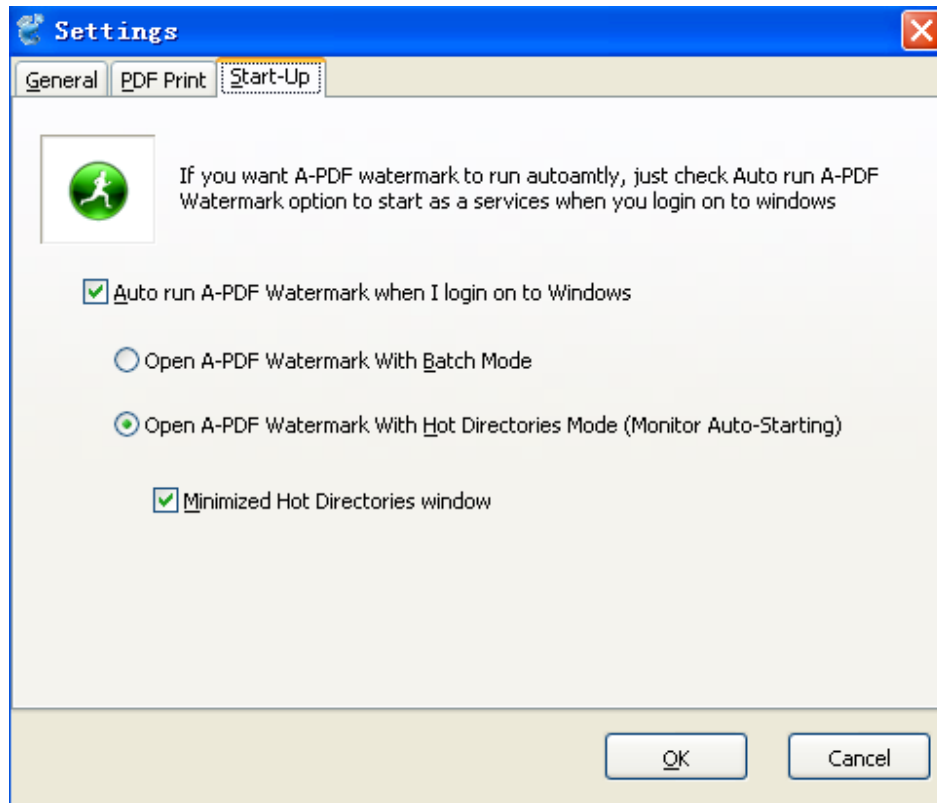 Settings
General PDF Print Start-Up
If you want A-PDF watermark to run autoamtly, just check Auto run A-PDF
Watermark option to start as a services when you login on to windows
Auto run A-PDF Watermark when I login on to Windows
Open A-PDF Watermark With Batch Mode
Open A-PDF Watermark With Hot Directories Mode (Monitor Auto-Starting)
Minimized Hot Directories window
OK Cancel